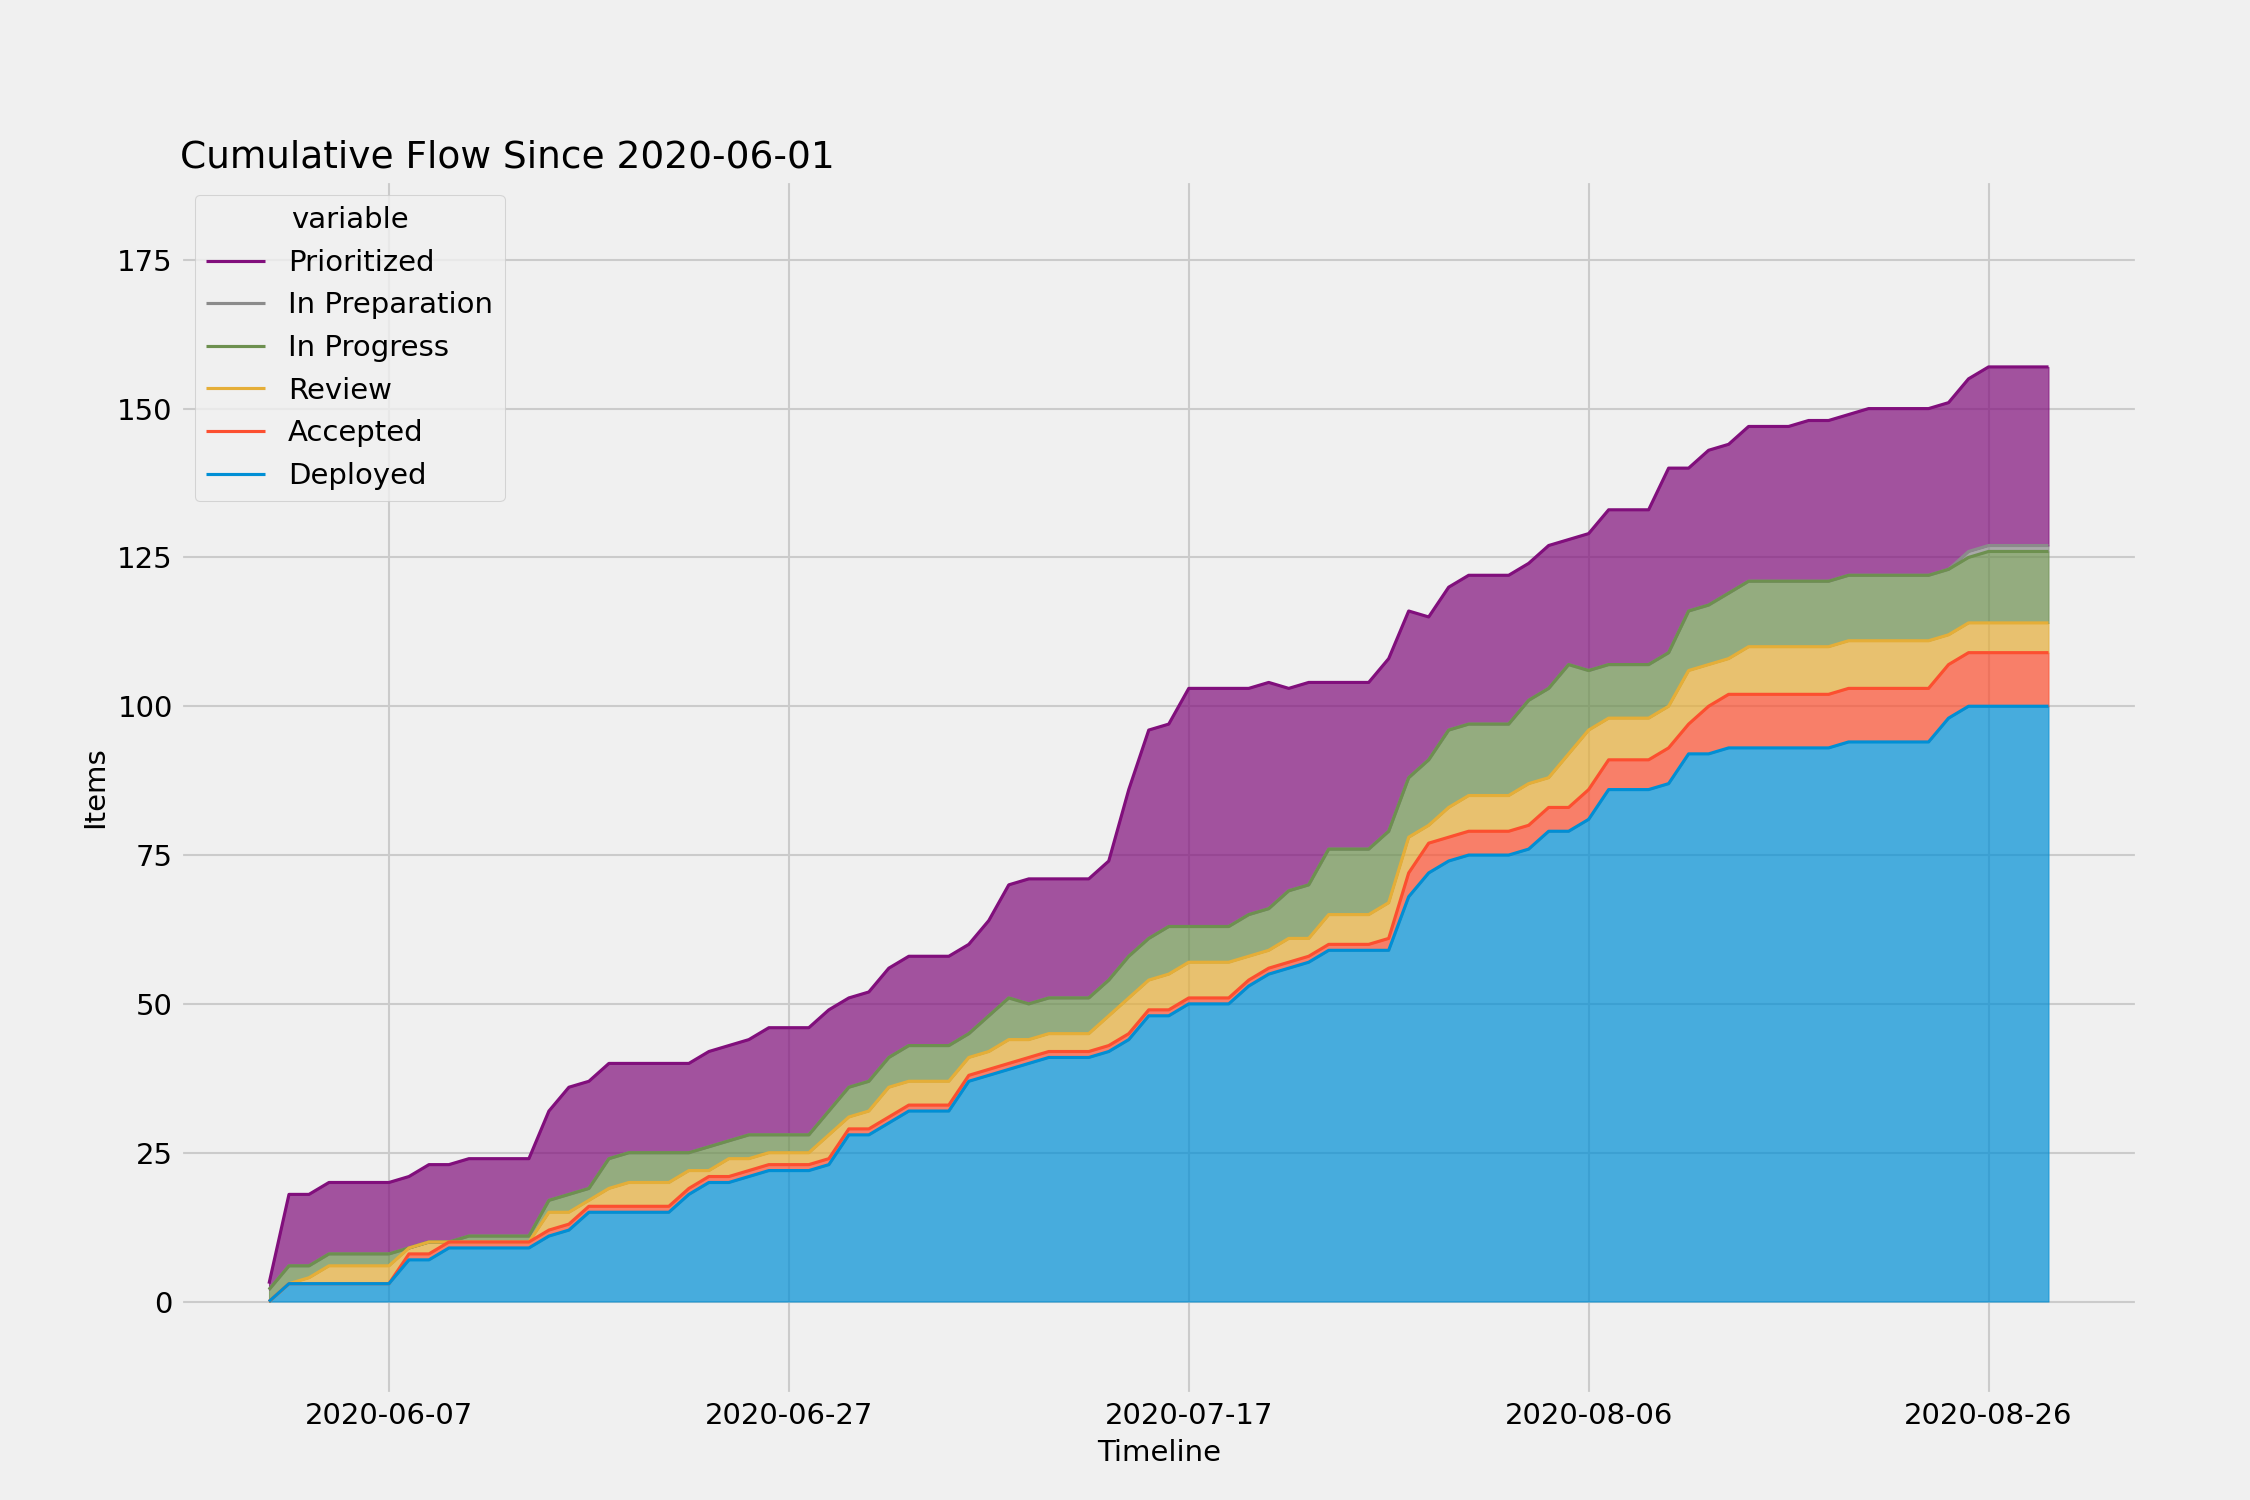 Cumulative Flow Since 2020-06-01
variable
Prioritized
In Preparation
In Progress
Review
Accepted
Deployed
175
150
125
100
75
50
25
0
Items
2020-06-07 2020-06-27 2020-07-17 2020-08-06 2020-08-26
Timeline